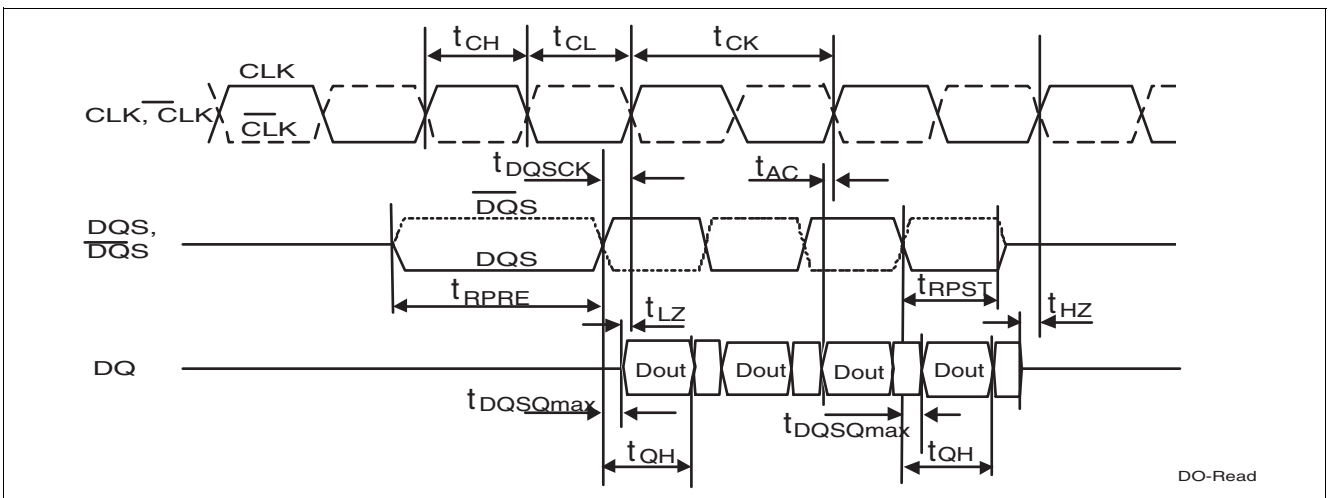 tCH tCL tCK
CLK
CLK, CLK
CLK
tDQSCK tAC
DQS
DQS,
DQS
DQS
tRPRE tRPST
tLZ tHZ
DQ Dout Dout Dout Dout
tDQSQmax tDQSQmax
tQH tQH
DO-Read